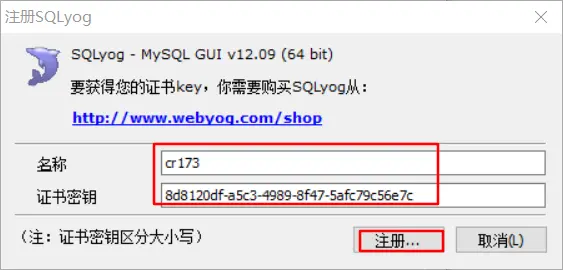 注册SQLyog
SQLyog - MySQL GUI v12.09 (64 bit)
要获得您的证书key，你需要购买SQLyog从：
http://www.webyog.com/shop
名称
cr173
证书密钥
8d8120df-a5c3-4989-8f47-5afc79c56e7c
（注：证书密钥区分大小写）
注册...
取消(L)